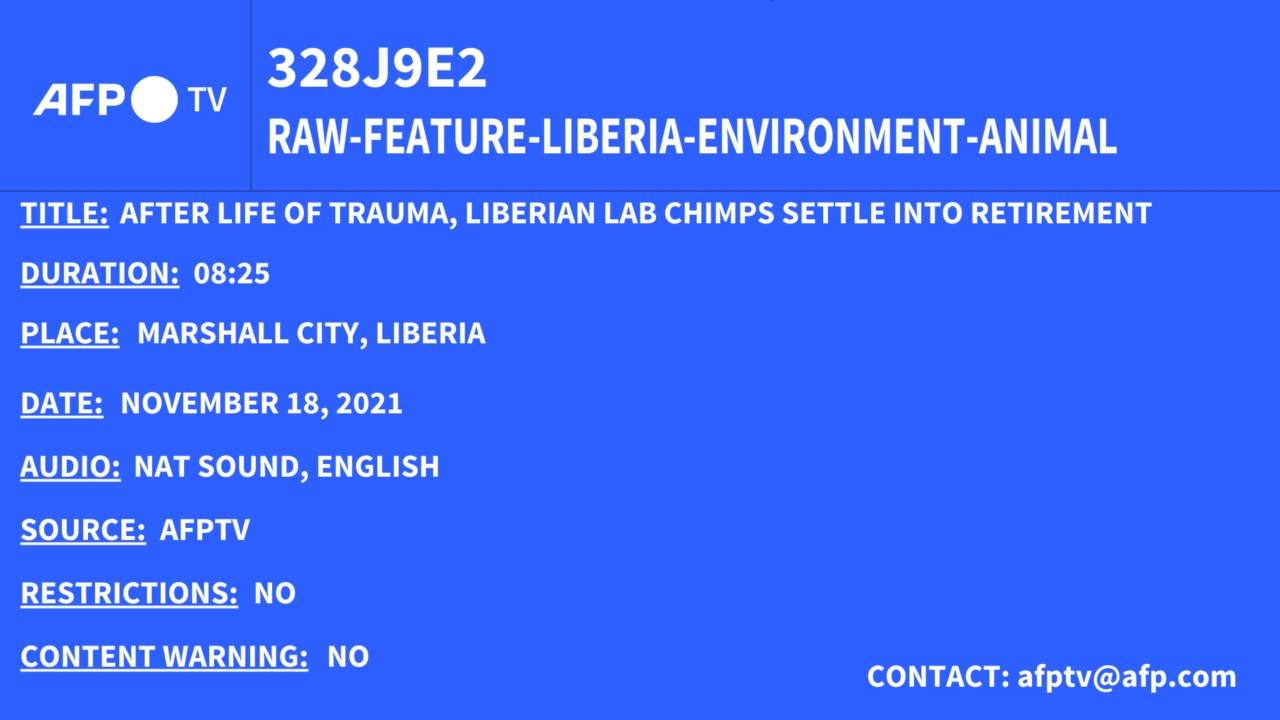 AFP TV
328J9E2
RAW-FEATURE-LIBERIA-ENVIRONMENT-ANIMAL
TITLE: AFTER LIFE OF TRAUMA, LIBERIAN LAB CHIMPS SETTLE INTO RETIREMENT
DURATION: 08:25
PLACE: MARSHALL CITY, LIBERIA
DATE: NOVEMBER 18, 2021
AUDIO: NAT SOUND, ENGLISH
SOURCE: AFPTV
RESTRICTIONS: NO
CONTENT WARNING: NO
CONTACT: afptv@afp.com